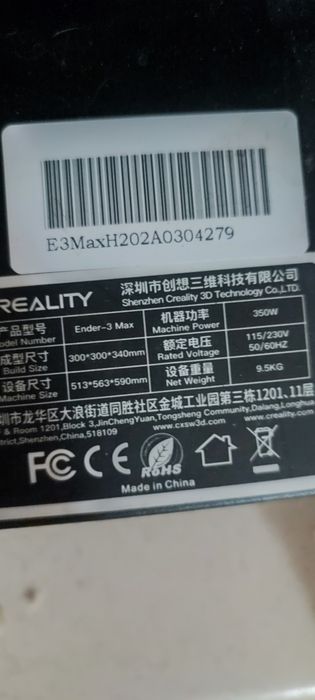 E3MaxH202A0304279
CREALITY 深圳市创想三维科技有限公司
Shenzhen Creality 3D Technology Co.,LTD.
产品型号 Ender-3 Max 机器功率 350W
Model Number Machine Power
成型尺寸 300*300*340mm 额定电压 115/230V
Build Size Rated Voltage 50/60HZ
设备尺寸 513*563*590mm 设备重量 9.5KG
Machine Size Net Weight
圳市龙华区大浪街道同胜社区金城工业园第三栋1201.11层
& Room 1201,Block 3,JinChengYuan,Tongsheng Community,Dalang,Longhua
trict,Shenzhen,China,518109 www.cxsw3d.com www.creality.com
FC CE RoHS
Made in China